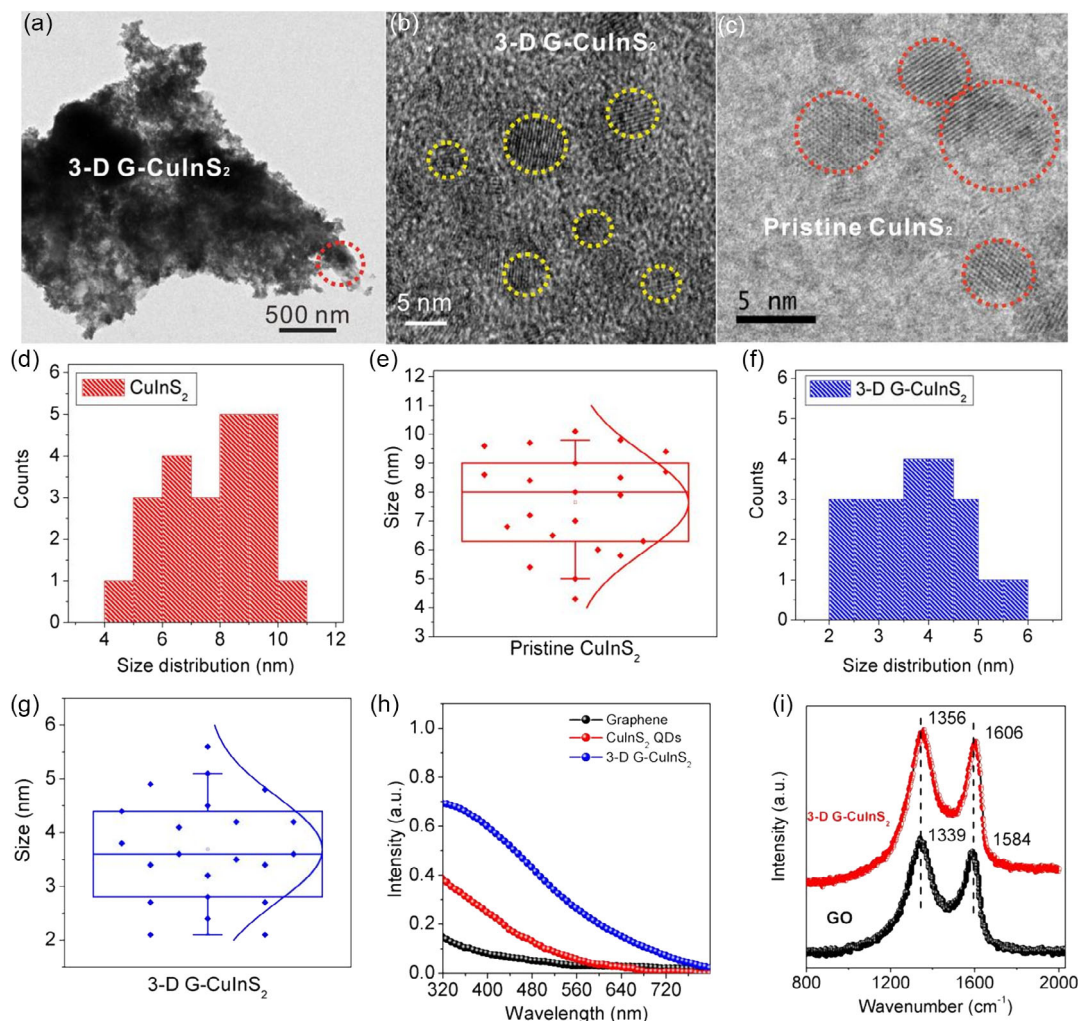 (a)
3-D G-CuInS₂
500 nm
(b)
3-D G-CuInS₂
5 nm
(c)
Pristine CuInS₂
5 nm
(d)
6
5
4
3
2
1
0
Counts
CuInS₂
4 6 8 10 12
Size distribution (nm)
(e)
12
11
10
9
8
7
6
5
4
3
Size (nm)
Pristine CuInS₂
(f)
6
5
4
3
2
1
0
Counts
3-D G-CuInS₂
2 3 4 5 6
Size distribution (nm)
(g)
6
5
4
3
2
Size (nm)
3-D G-CuInS₂
(h)
1.0
0.8
0.6
0.4
0.2
0.0
Intensity (a.u.)
Graphene
CuInS₂ QDs
3-D G-CuInS₂
320 400 480 560 640 720
Wavelength (nm)
(i)
Intensity (a.u.)
1356
1606
3-D G-CuInS₂
1339
1584
GO
800 1200 1600 2000
Wavenumber (cm⁻¹)